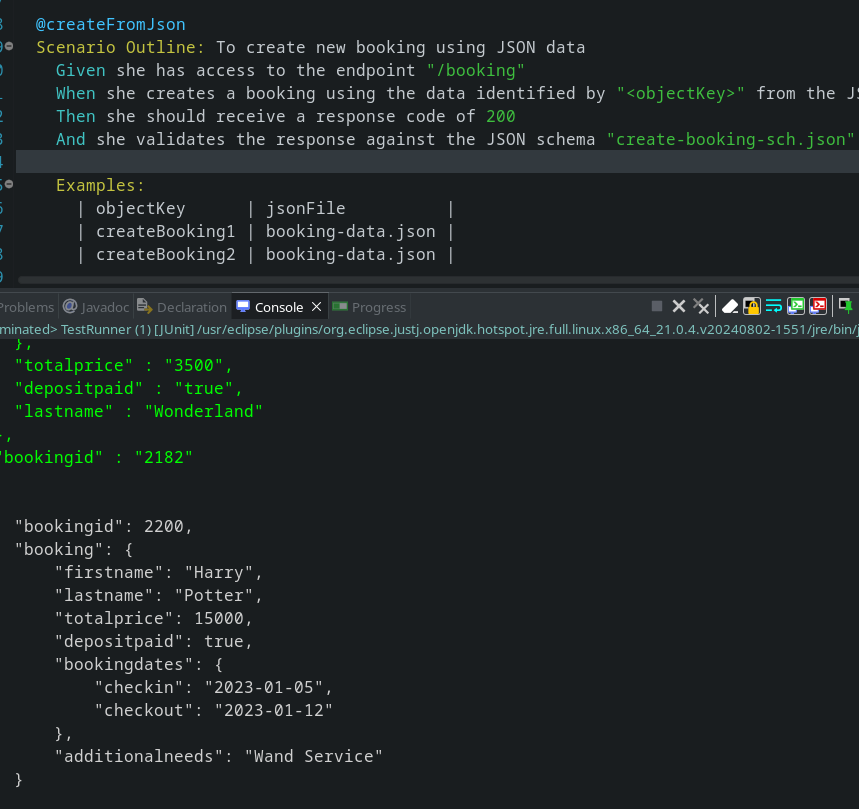 @createFromJson
Scenario Outline: To create new booking using JSON data
Given she has access to the endpoint "/booking"
When she creates a booking using the data identified by "<objectKey>" from the JS
Then she should receive a response code of 200
And she validates the response against the JSON schema "create-booking-sch.json"
Examples:
| objectKey | jsonFile |
| createBooking1 | booking-data.json |
| createBooking2 | booking-data.json |
Problems @ Javadoc Declaration Console Progress
minated> TestRunner (1) [JUnit] /usr/eclipse/plugins/org.eclipse.justj.openjdk.hotspot.jre.full.linux.x86_64_21.0.4.v20240802-1551/jre/bin/j
},
"totalprice" : "3500",
"depositpaid" : "true",
"lastname" : "Wonderland"
},
"bookingid" : "2182"
"bookingid": 2200,
"booking": {
"firstname": "Harry",
"lastname": "Potter",
"totalprice": 15000,
"depositpaid": true,
"bookingdates": {
"checkin": "2023-01-05",
"checkout": "2023-01-12"
},
"additionalneeds": "Wand Service"
}